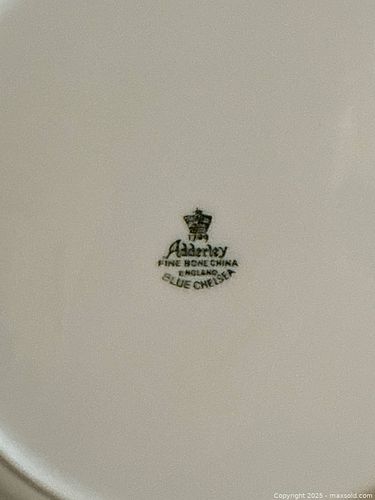 1789
Adderley
FINE BONE CHINA
ENGLAND
BLUE CHELSEA
Copyright 2025 - maxsold.com